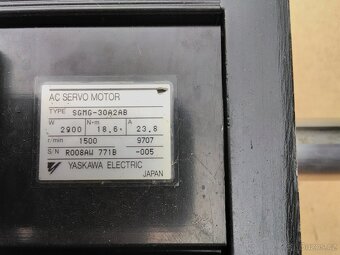 AC SERVO MOTOR
TYPE SGMG-30A2AB
W N-m A
2900 18.6 23.8
r/min 1500 9707
S/N R008AW 771B -005
YASKAWA ELECTRIC
JAPAN